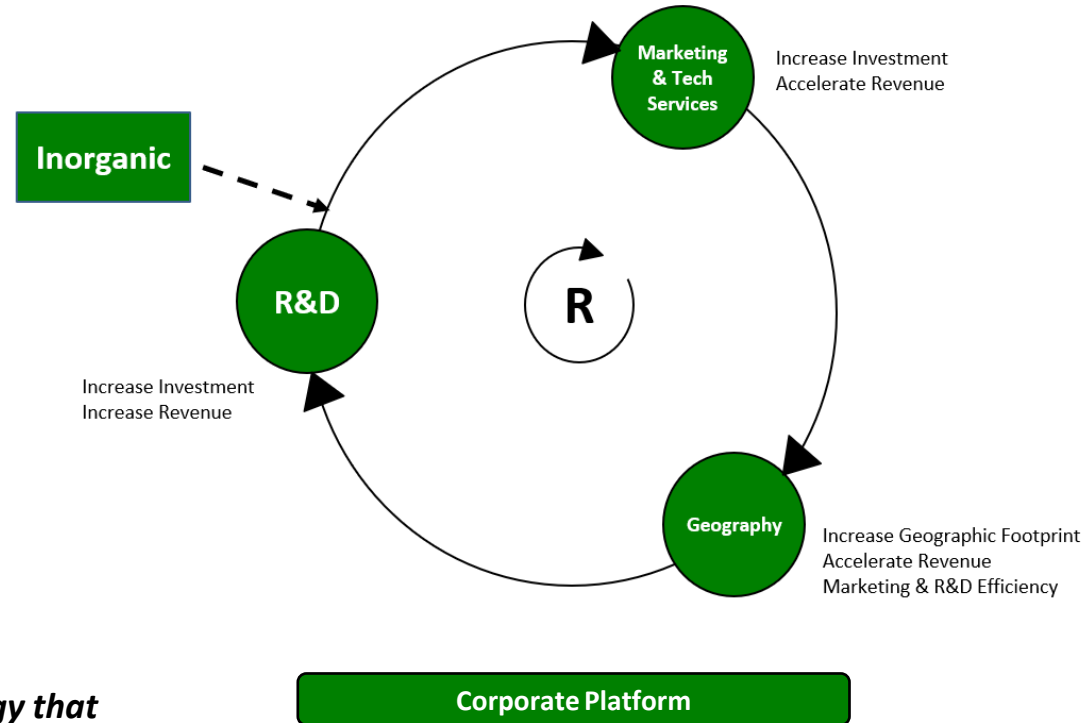 Marketing
& Tech
Services
Increase Investment
Accelerate Revenue
Inorganic
R&D
R
Increase Investment
Increase Revenue
Geography
Increase Geographic Footprint
Accelerate Revenue
Marketing & R&D Efficiency
Corporate Platform
that